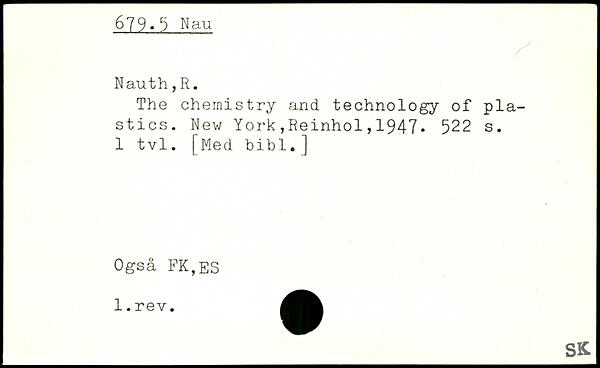 679.5 Nau
Nauth,R.
The chemistry and technology of pla-
stics. New York,Reinhol,1947. 522 s.
1 tvl. [Med bibl.]
Også FK,ES
1.rev.
SK